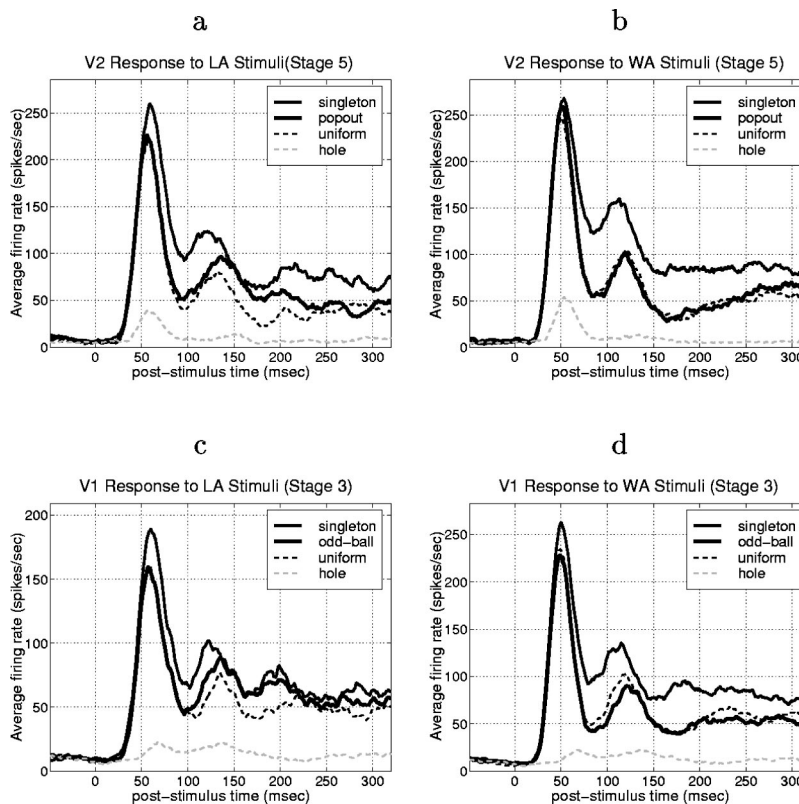 a
V2 Response to LA Stimuli(Stage 5)
Average firing rate (spikes/sec)
250
200
150
100
50
0
singleton
popout
uniform
hole
0 50 100 150 200 250 300
post-stimulus time (msec)
b
V2 Response to WA Stimuli (Stage 5)
Average firing rate (spikes/sec)
250
200
150
100
50
0
singleton
popout
uniform
hole
0 50 100 150 200 250 300
post-stimulus time (msec)
c
V1 Response to LA Stimuli (Stage 3)
Average firing rate (spikes/sec)
200
150
100
50
0
singleton
odd-ball
uniform
hole
0 50 100 150 200 250 300
post-stimulus time (msec)
d
V1 Response to WA Stimuli (Stage 3)
Average firing rate (spikes/sec)
250
200
150
100
50
0
singleton
odd-ball
uniform
hole
0 50 100 150 200 250 300
post-stimulus time (msec)